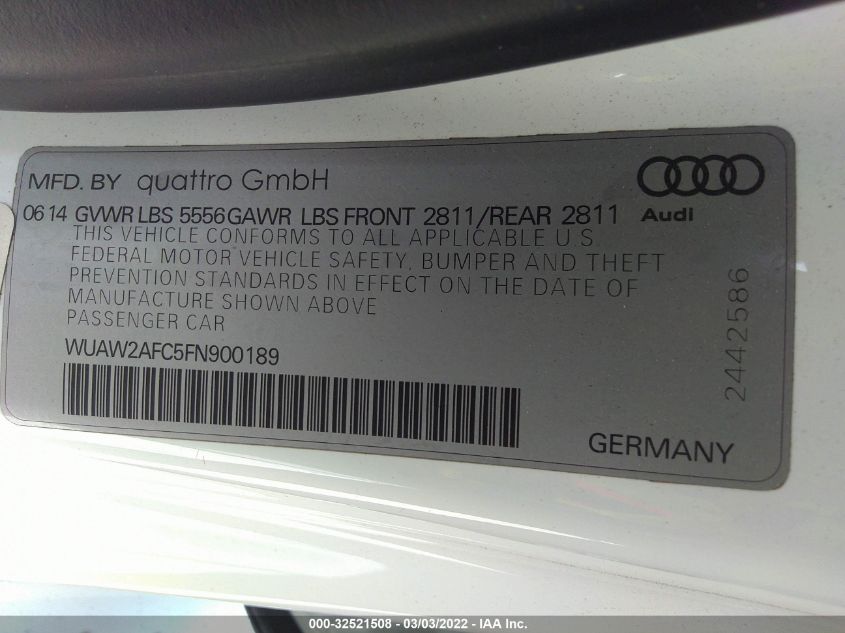 MFD. BY quattro GmbH
06 14 GVWR LBS 5556 GAWR LBS FRONT 2811/REAR 2811
Audi
THIS VEHICLE CONFORMS TO ALL APPLICABLE U.S.
FEDERAL MOTOR VEHICLE SAFETY, BUMPER AND THEFT
PREVENTION STANDARDS IN EFFECT ON THE DATE OF
MANUFACTURE SHOWN ABOVE
PASSENGER CAR
WUAW2AFC5FN900189
2442586
GERMANY
000-32521508 - 03/03/2022 - IAA Inc.